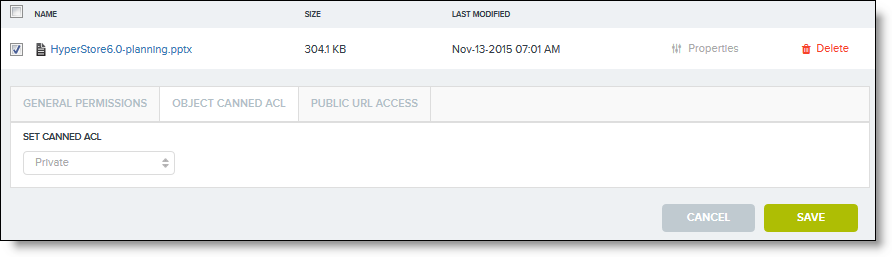 NAME SIZE LAST MODIFIED
HyperStore6.0-planning.pptx 304.1 KB Nov-13-2015 07:01 AM Properties Delete
GENERAL PERMISSIONS OBJECT CANNED ACL PUBLIC URL ACCESS
SET CANNED ACL
Private
CANCEL SAVE